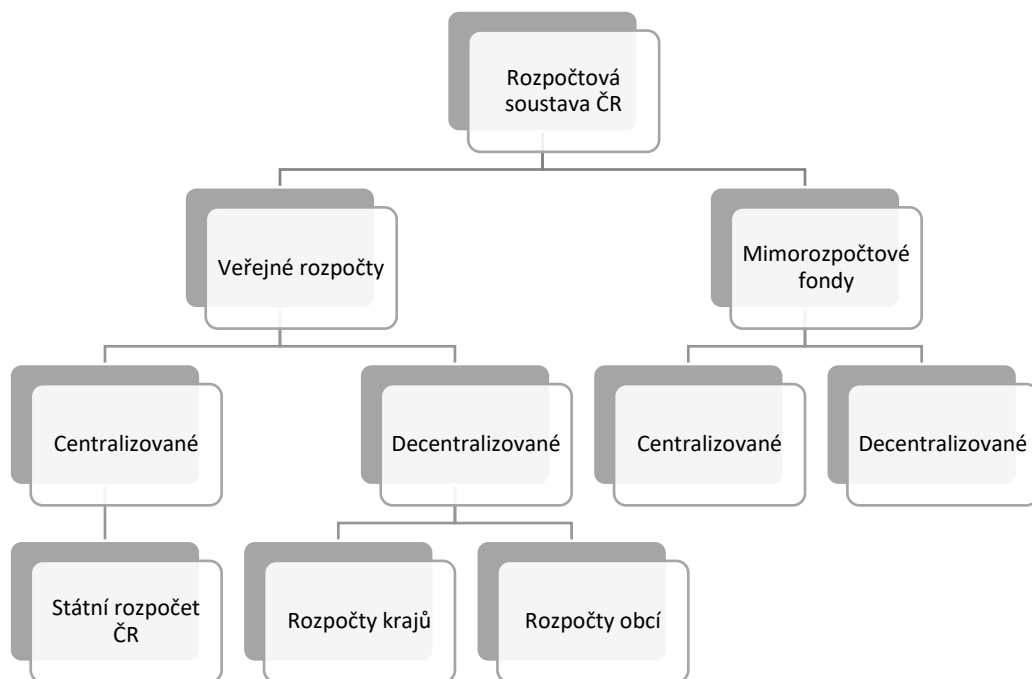 Rozpočtová
soustava ČR
Veřejné rozpočty
Mimorozpočtové
fondy
Centralizované
Decentralizované
Centralizované
Decentralizované
Státní rozpočet
ČR
Rozpočty krajů
Rozpočty obcí